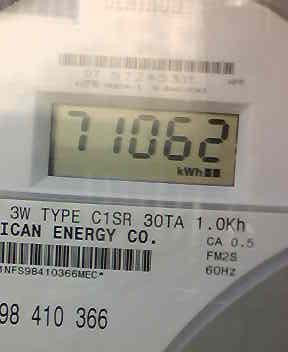 71062
kWh
3W TYPE C1SR 30TA 1.0Kh
ICAN ENERGY CO.
CA 0.5
FM2S
60Hz
1NFS98410366MEC*
98 410 366